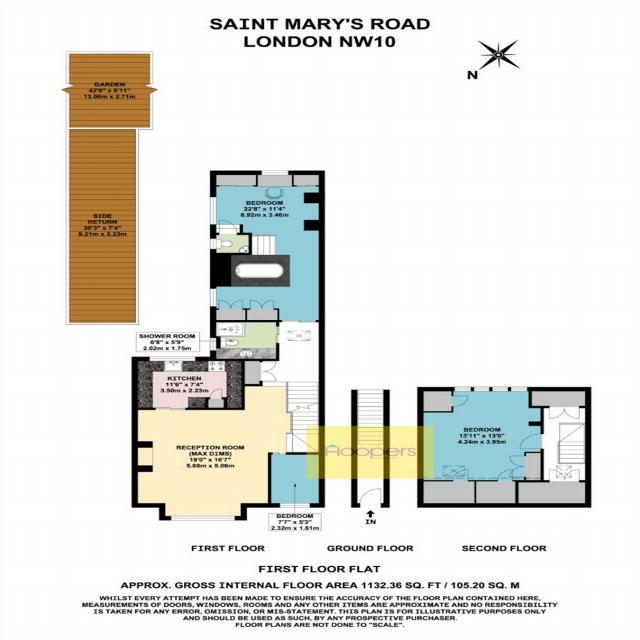 SAINT MARY'S ROAD
LONDON NW10
N
GARDEN
42'8" x 8'11"
13.00m x 2.71m
SIDE
RETURN
30'3" x 7'4"
9.21m x 2.23m
BEDROOM
22'8" x 11'4"
6.92m x 3.46m
SHOWER ROOM
6'8" x 5'9"
2.02m x 1.75m
KITCHEN
11'6" x 7'4"
3.50m x 2.23m
RECEPTION ROOM
(MAX DIMS)
19'0" x 16'7"
5.80m x 5.06m
BEDROOM
7'7" x 5'3"
2.32m x 1.61m
Hoopers
IN
BEDROOM
13'11" x 13'0"
4.24m x 3.95m
FIRST FLOOR
GROUND FLOOR
SECOND FLOOR
FIRST FLOOR FLAT
APPROX. GROSS INTERNAL FLOOR AREA 1132.36 SQ. FT / 105.20 SQ. M
WHILST EVERY ATTEMPT HAS BEEN MADE TO ENSURE THE ACCURACY OF THE FLOOR PLAN CONTAINED HERE,
MEASUREMENTS OF DOORS, WINDOWS, ROOMS AND ANY OTHER ITEMS ARE APPROXIMATE AND NO RESPONSIBILITY
IS TAKEN FOR ANY ERROR, OMISSION, OR MIS-STATEMENT. THIS PLAN IS FOR ILLUSTRATIVE PURPOSES ONLY
AND SHOULD BE USED AS SUCH, BY ANY PROSPECTIVE PURCHASER.
FLOOR PLANS ARE NOT DONE TO "SCALE".